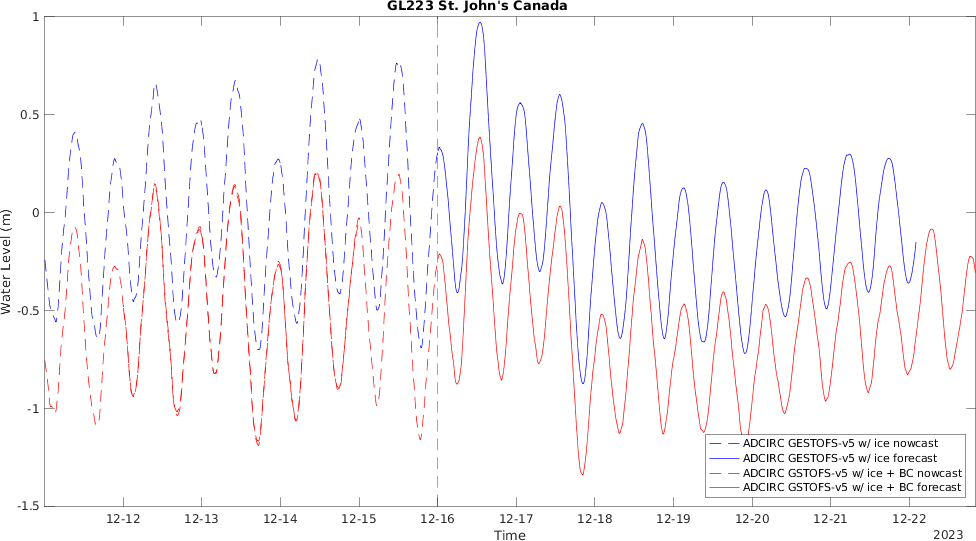 GL223 St. John's Canada
Water Level (m)
1
0.5
0
-0.5
-1
-1.5
ADCIRC GESTOFS-v5 w/ ice nowcast
ADCIRC GESTOFS-v5 w/ ice forecast
ADCIRC GSTOFS-v5 w/ ice + BC nowcast
ADCIRC GSTOFS-v5 w/ ice + BC forecast
12-12 12-13 12-14 12-15 12-16 12-17 12-18 12-19 12-20 12-21 12-22
Time
2023